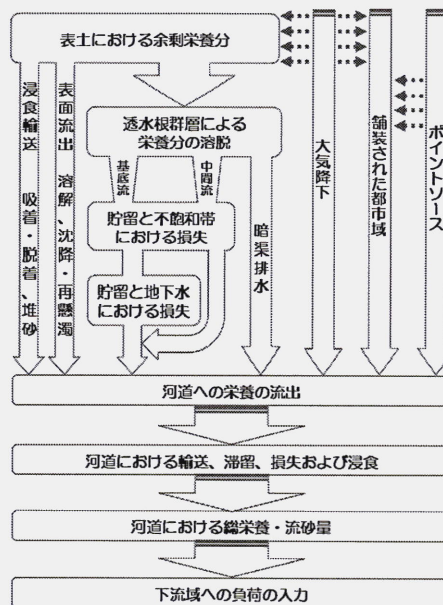 表土における余剰栄養分
浸食輸送　吸着・脱着、堆砂
表面流出　溶解、沈降・再懸濁
透水根群層による
栄養分の溶脱
基底流
中間流
貯留と不飽和帯
における損失
貯留と地下水
における損失
暗渠排水
大気降下
舗装された都市域
ポイントソース
河道への栄養の流出
河道における輸送、滞留、損失および浸食
河道における総栄養・流砂量
下流域への負荷の入力